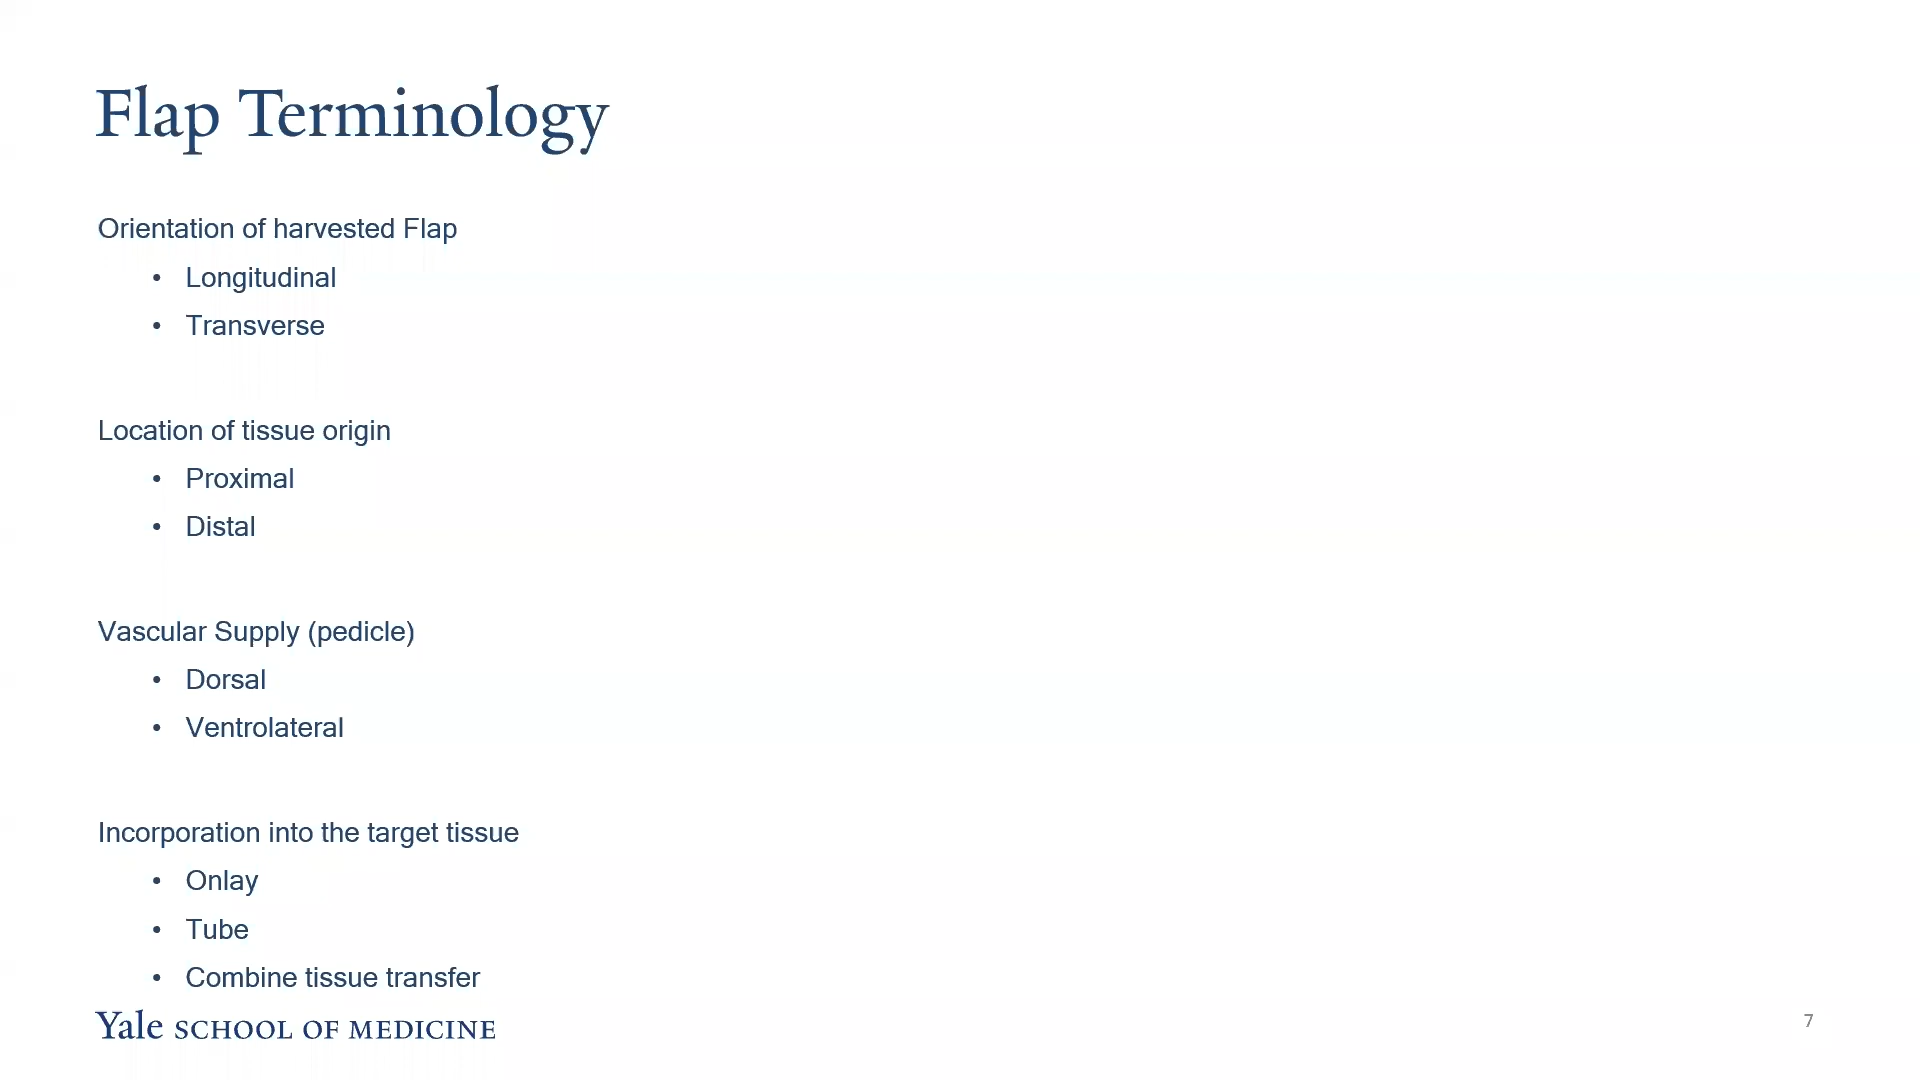 Flap Terminology
Orientation of harvested Flap
• Longitudinal
• Transverse
Location of tissue origin
• Proximal
• Distal
Vascular Supply (pedicle)
• Dorsal
• Ventrolateral
Incorporation into the target tissue
• Onlay
• Tube
• Combine tissue transfer
Yale SCHOOL OF MEDICINE
7